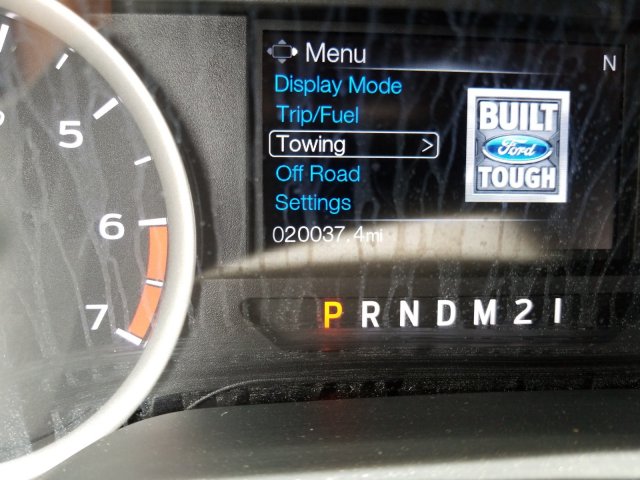 Menu
N
Display Mode
Trip/Fuel
Towing >
Off Road
Settings
020037.4mi
BUILT
Ford
TOUGH
5
6
7
P R N D M 2 1